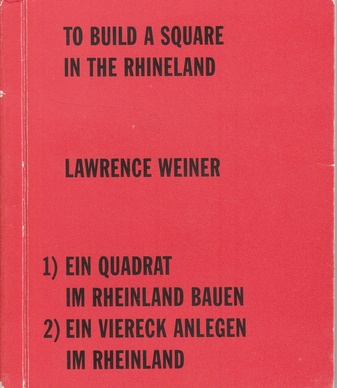 TO BUILD A SQUARE
IN THE RHINELAND
LAWRENCE WEINER
1) EIN QUADRAT
IM RHEINLAND BAUEN
2) EIN VIERECK ANLEGEN
IM RHEINLAND